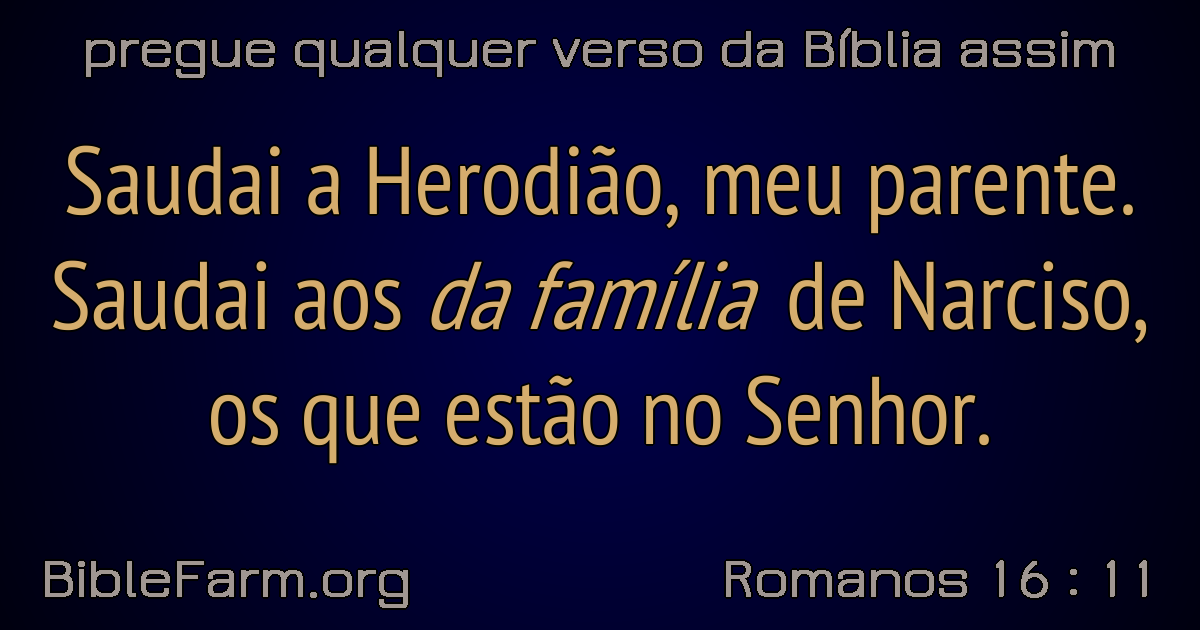 pregue qualquer verso da Bíblia assim
Saudai a Herodião, meu parente.
Saudai aos da família de Narciso,
os que estão no Senhor.
BibleFarm.org
Romanos 16 : 11